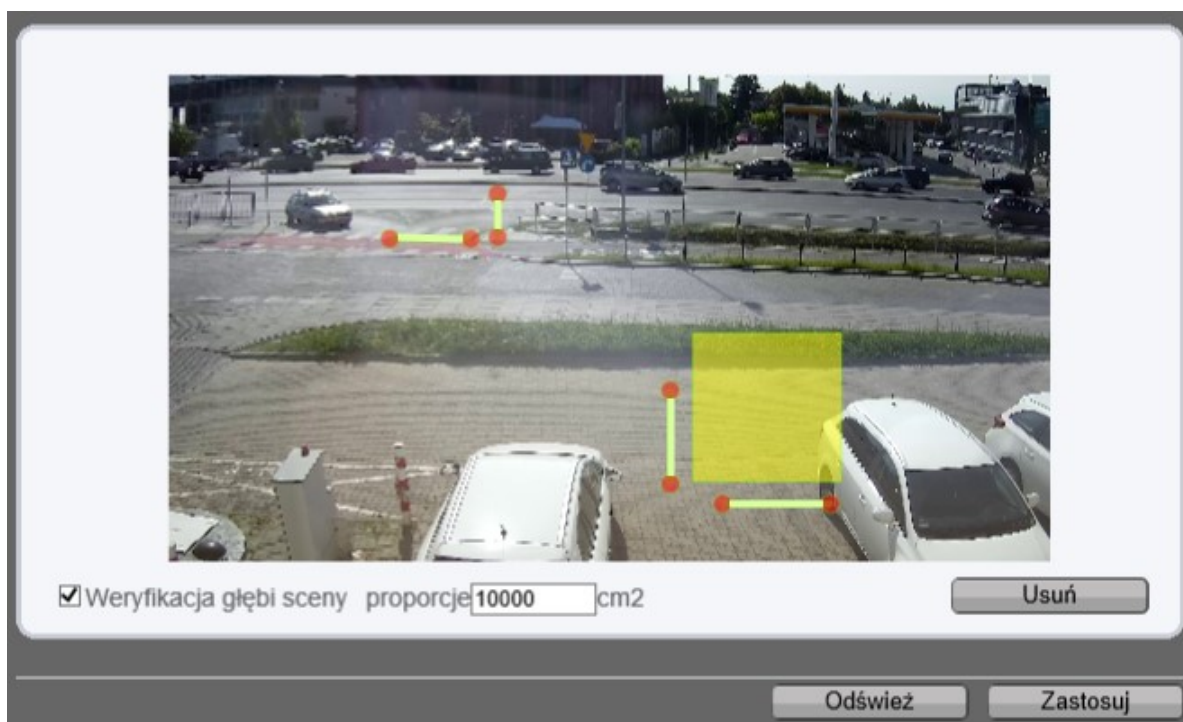 Weryfikacja głębi sceny proporcje 10000 cm2
Usuń
Odśwież
Zastosuj